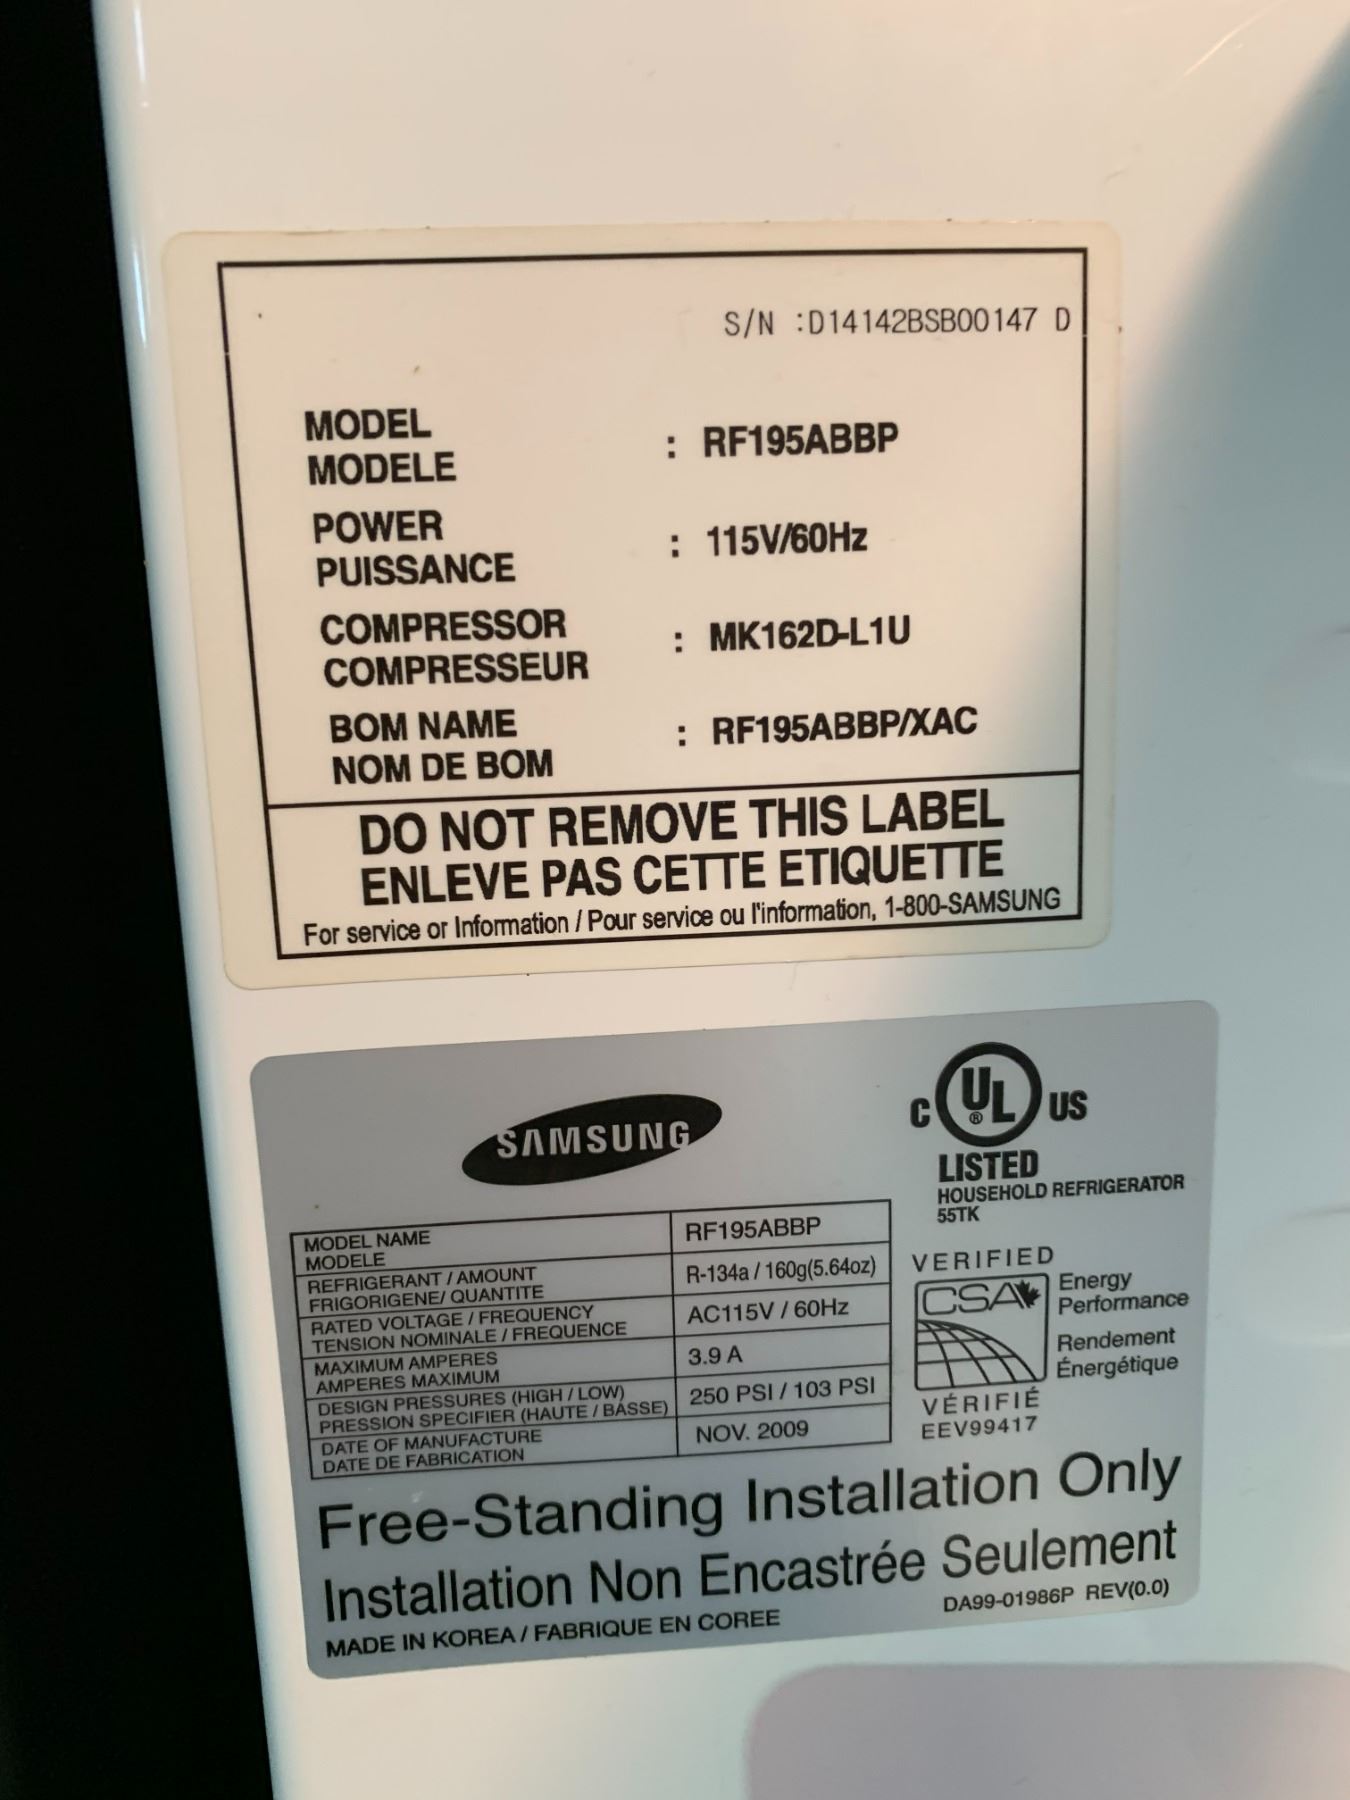 S/N :D14142BSB00147 D
MODEL
MODELE
: RF195ABBP
POWER
PUISSANCE
: 115V/60Hz
COMPRESSOR
COMPRESSEUR
: MK162D-L1U
BOM NAME
NOM DE BOM
: RF195ABBP/XAC
DO NOT REMOVE THIS LABEL
ENLEVE PAS CETTE ETIQUETTE
For service or Information / Pour service ou l'information, 1-800-SAMSUNG
SAMSUNG
C UL ® US
LISTED
HOUSEHOLD REFRIGERATOR
55TK
MODEL NAME
MODELE
RF195ABBP
REFRIGERANT / AMOUNT
FRIGORIGENE/ QUANTITE
R-134a / 160g(5.64oz)
RATED VOLTAGE / FREQUENCY
TENSION NOMINALE / FREQUENCE
AC115V / 60Hz
MAXIMUM AMPERES
AMPERES MAXIMUM
3.9 A
DESIGN PRESSURES (HIGH / LOW)
PRESSION SPECIFIER (HAUTE / BASSE)
250 PSI / 103 PSI
DATE OF MANUFACTURE
DATE DE FABRICATION
NOV. 2009
VERIFIED
CSA
Energy
Performance
Rendement
Énergétique
VÉRIFIÉ
EEV99417
Free-Standing Installation Only
Installation Non Encastrée Seulement
MADE IN KOREA / FABRIQUE EN COREE
DA99-01986P REV(0.0)